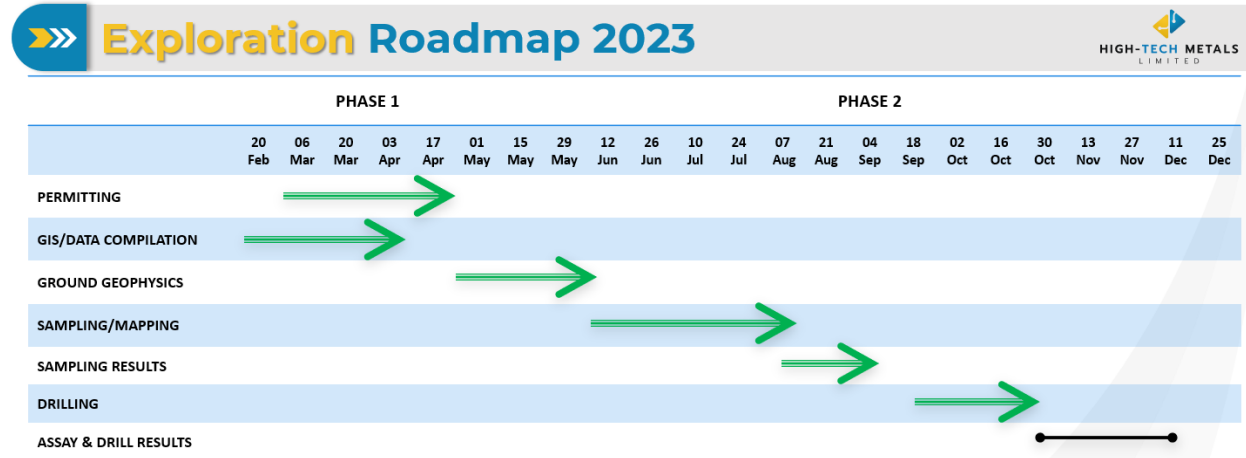 Exploration Roadmap 2023
HIGH-TECH METALS
LIMITED
PHASE 1 PHASE 2
20 06 20 03 17 01 15 29 12 26 10 24 07 21 04 18 02 16 30 13 27 11 25
Feb Mar Mar Apr Apr May May May Jun Jun Jul Jul Aug Aug Sep Sep Oct Oct Oct Nov Nov Dec Dec
PERMITTING
GIS/DATA COMPILATION
GROUND GEOPHYSICS
SAMPLING/MAPPING
SAMPLING RESULTS
DRILLING
ASSAY & DRILL RESULTS